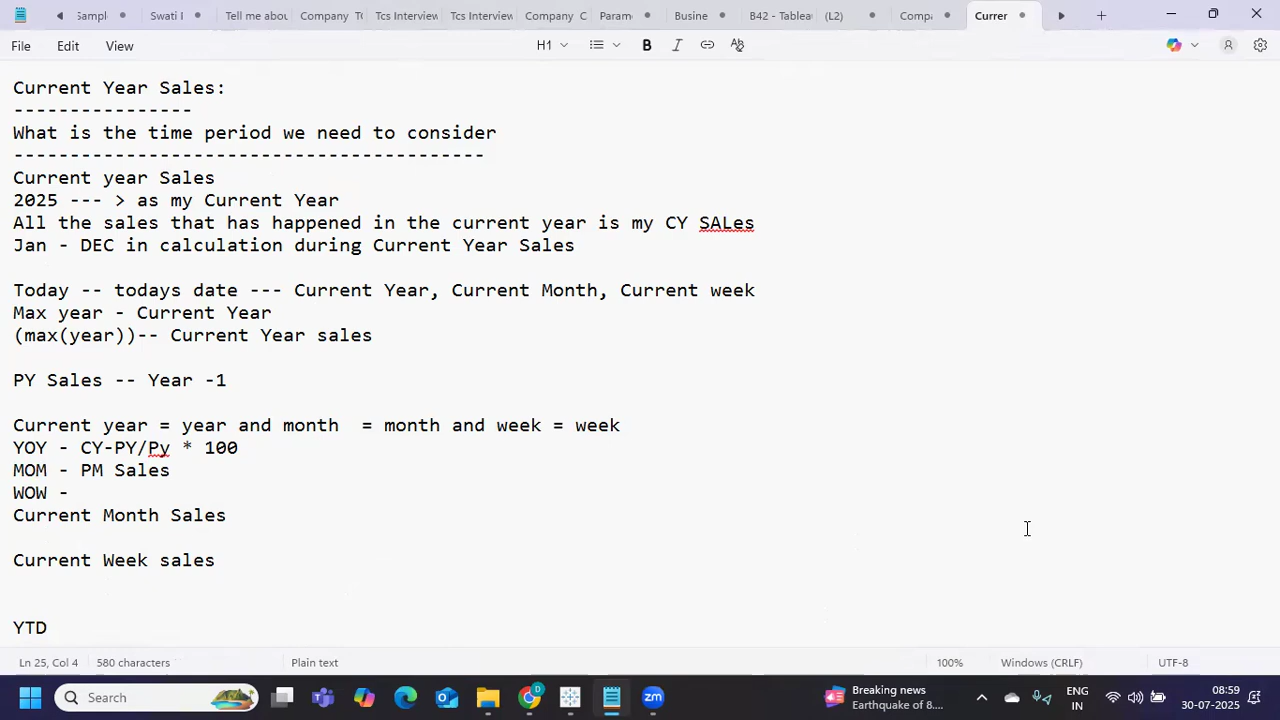 Sampl
Swati I
Tell me abou
Company TC
Tcs Interview
Tcs Interview
Company C
Param
Busine
B42 - Tableau
(L2)
Compa
Currer
File Edit View H1
Current Year Sales:
----------------
What is the time period we need to consider
------------------------------------------
Current year Sales
2025 --- > as my Current Year
All the sales that has happened in the current year is my CY SALes
Jan - DEC in calculation during Current Year Sales
Today -- todays date --- Current Year, Current Month, Current week
Max year - Current Year
(max(year))-- Current Year sales
PY Sales -- Year -1
Current year = year and month  = month and week = week
YOY - CY-PY/Py * 100
MOM - PM Sales
WOW -
Current Month Sales
Current Week sales
YTD
Ln 25, Col 4 580 characters Plain text 100% Windows (CRLF) UTF-8
Search
Breaking news
Earthquake of 8....
ENG
IN
08:59
30-07-2025